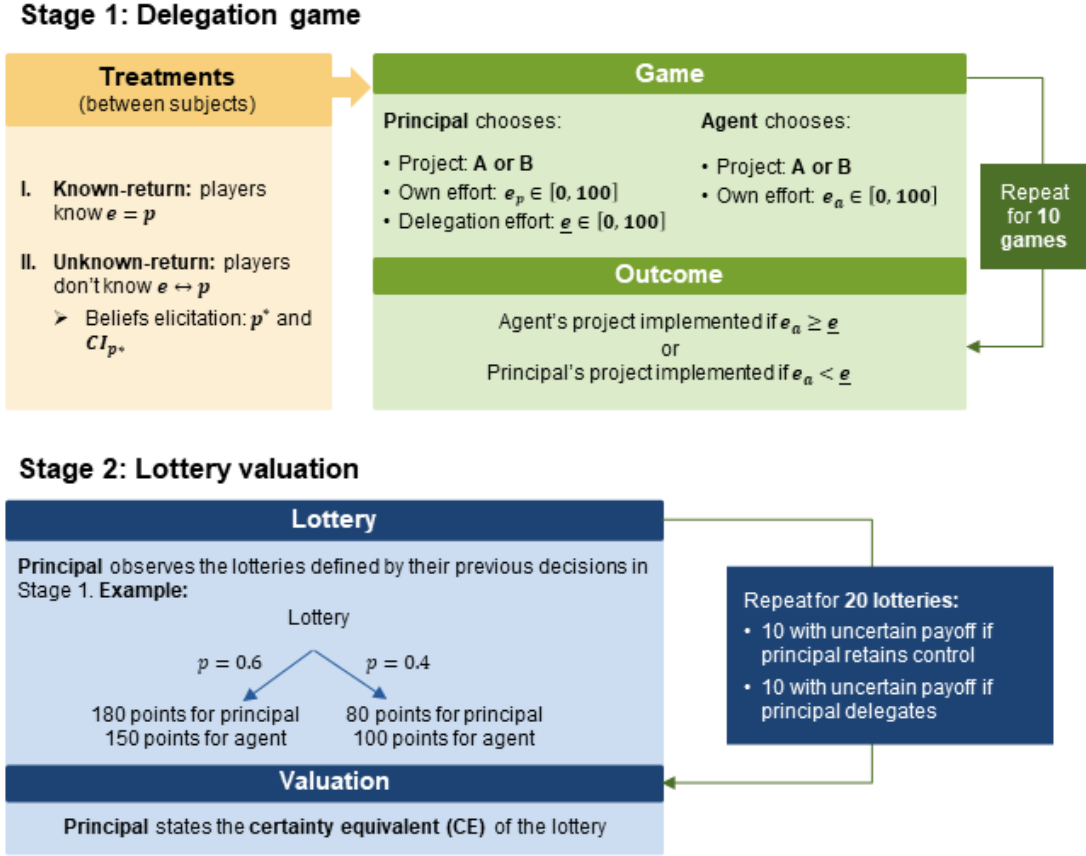 Stage 1: Delegation game
Treatments
(between subjects)
I. Known-return: players
know e = p
II. Unknown-return: players
don't know e ↔ p
➢ Beliefs elicitation: p* and
CIp*
Game
Principal chooses:
• Project: A or B
• Own effort: eₚ ∈ [0, 100]
• Delegation effort: e̲ ∈ [0, 100]
Agent chooses:
• Project: A or B
• Own effort: eₐ ∈ [0, 100]
Outcome
Agent's project implemented if eₐ ≥ e̲
or
Principal's project implemented if eₐ < e̲
Repeat
for 10
games
Stage 2: Lottery valuation
Lottery
Principal observes the lotteries defined by their previous decisions in
Stage 1. Example:
Lottery
p = 0.6
p = 0.4
180 points for principal
150 points for agent
80 points for principal
100 points for agent
Valuation
Principal states the certainty equivalent (CE) of the lottery
Repeat for 20 lotteries:
• 10 with uncertain payoff if
principal retains control
• 10 with uncertain payoff if
principal delegates